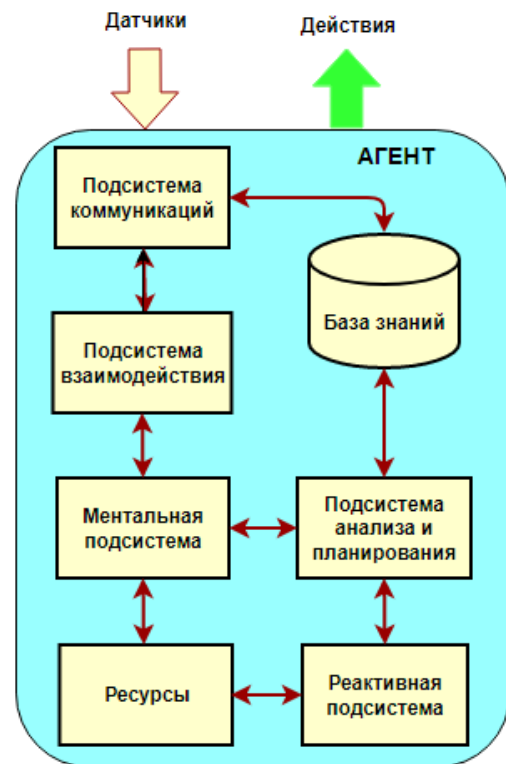 Датчики
Действия
АГЕНТ
Подсистема
коммуникаций
База знаний
Подсистема
взаимодействия
Ментальная
подсистема
Подсистема
анализа и
планирования
Ресурсы
Реактивная
подсистема